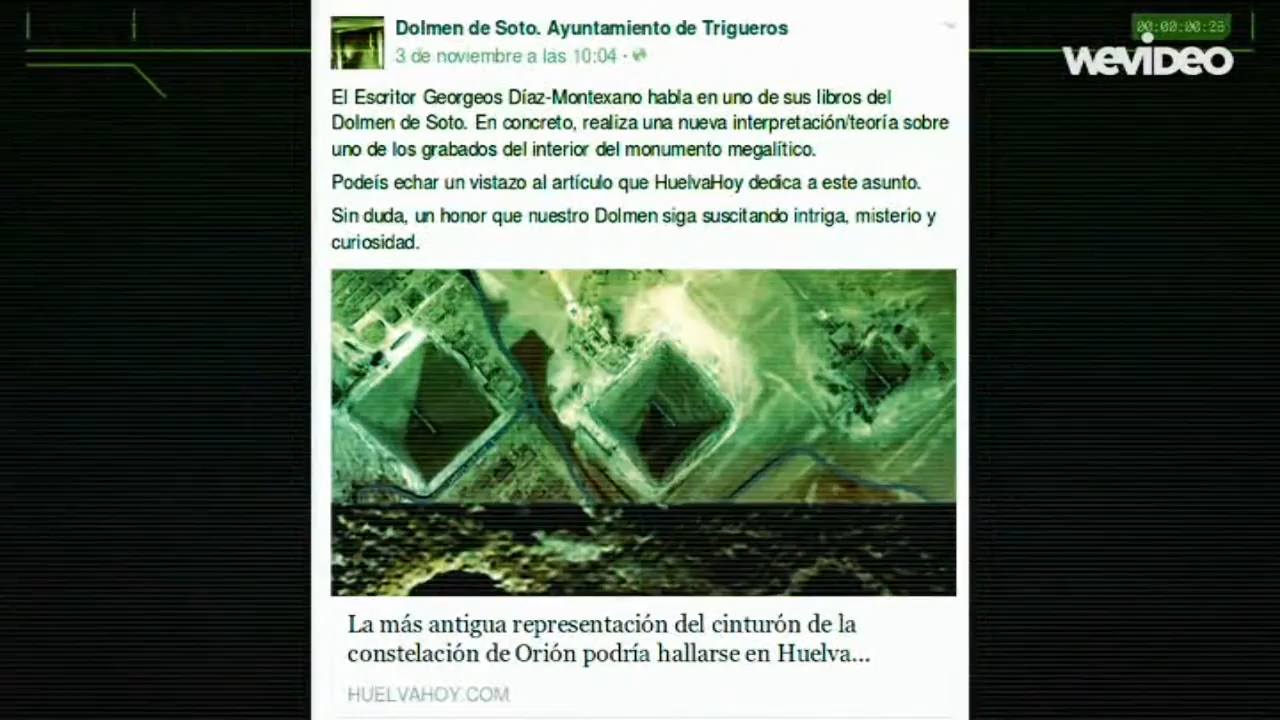 Dolmen de Soto. Ayuntamiento de Trigueros
00:00:00:25
3 de noviembre a las 10:04 ·
WEVIDEO
El Escritor Georgeos Díaz-Montexano habla en uno de sus libros del
Dolmen de Soto. En concreto, realiza una nueva interpretación/teoría sobre
uno de los grabados del interior del monumento megalítico.
Podeís echar un vistazo al artículo que HuelvaHoy dedica a este asunto.
Sin duda, un honor que nuestro Dolmen siga suscitando intriga, misterio y
curiosidad.
La más antigua representación del cinturón de la
constelación de Orión podría hallarse en Huelva...
HUELVAHOY.COM